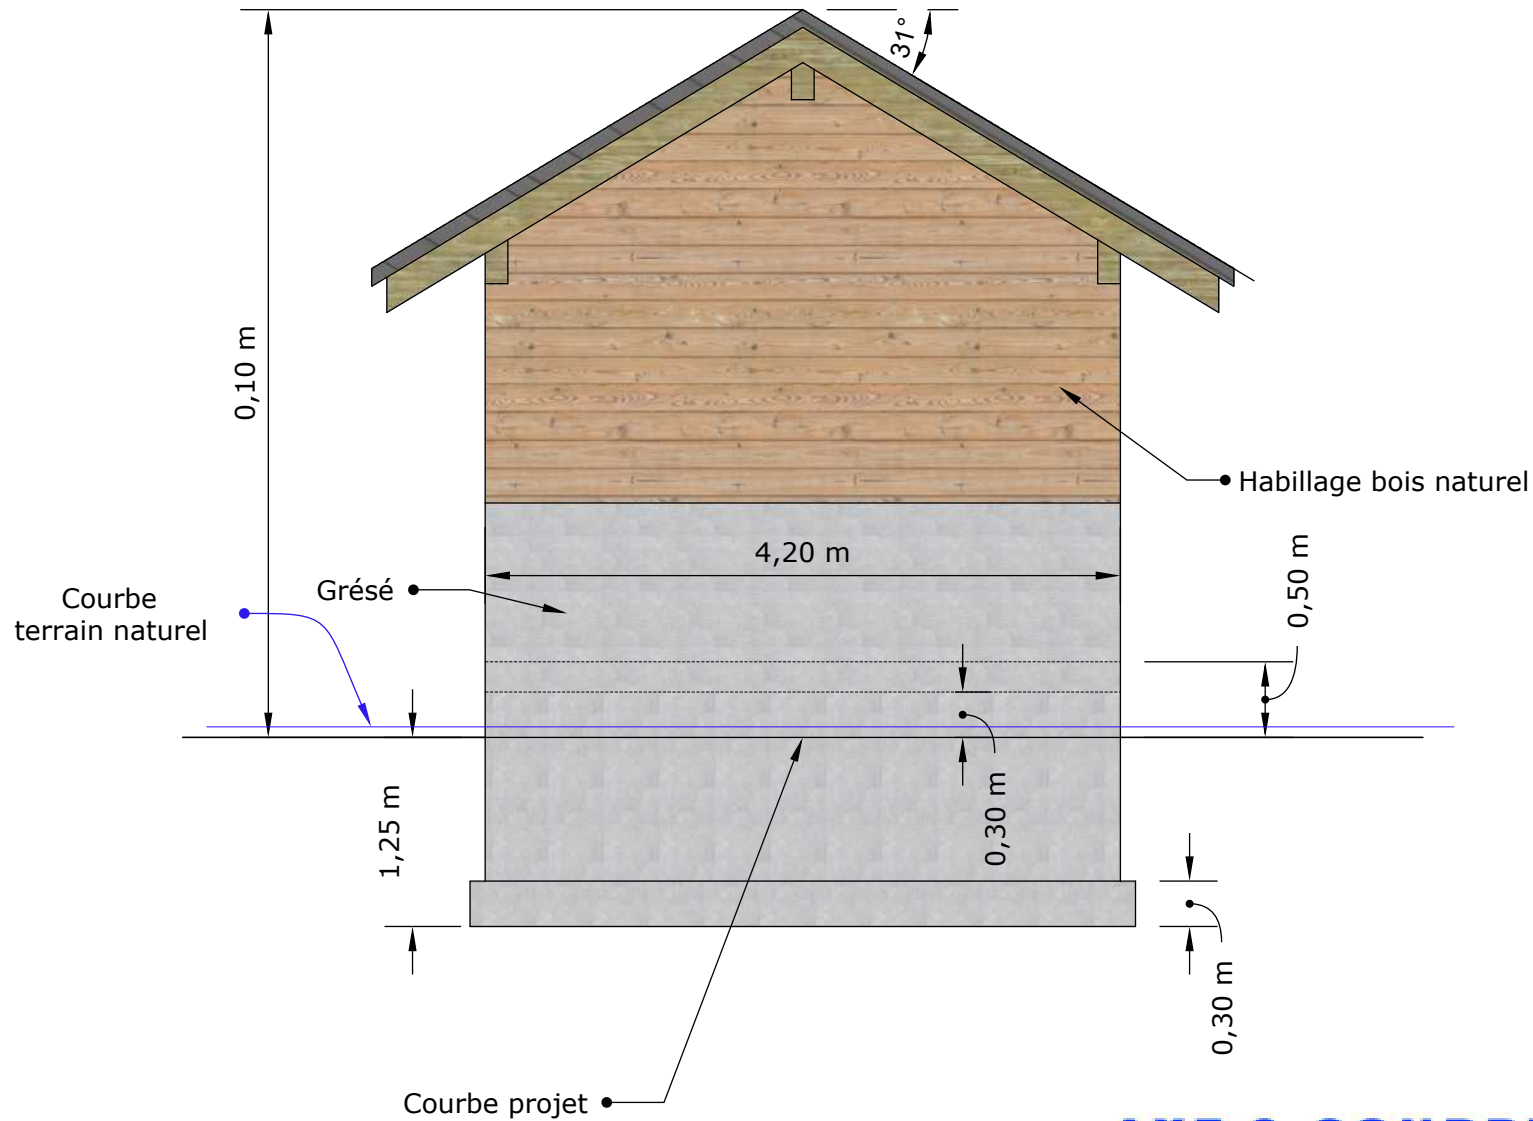 31°
0,10 m
Habillage bois naturel
4,20 m
0,50 m
Grésé
Courbe
terrain naturel
1,25 m
0,30 m
0,30 m
Courbe projet